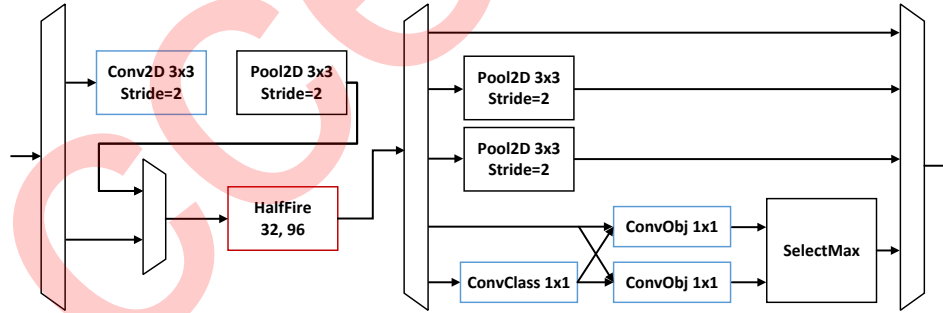 Conv2D 3x3
Stride=2
Pool2D 3x3
Stride=2
HalfFire
32, 96
Pool2D 3x3
Stride=2
Pool2D 3x3
Stride=2
ConvObj 1x1
ConvClass 1x1
ConvObj 1x1
SelectMax